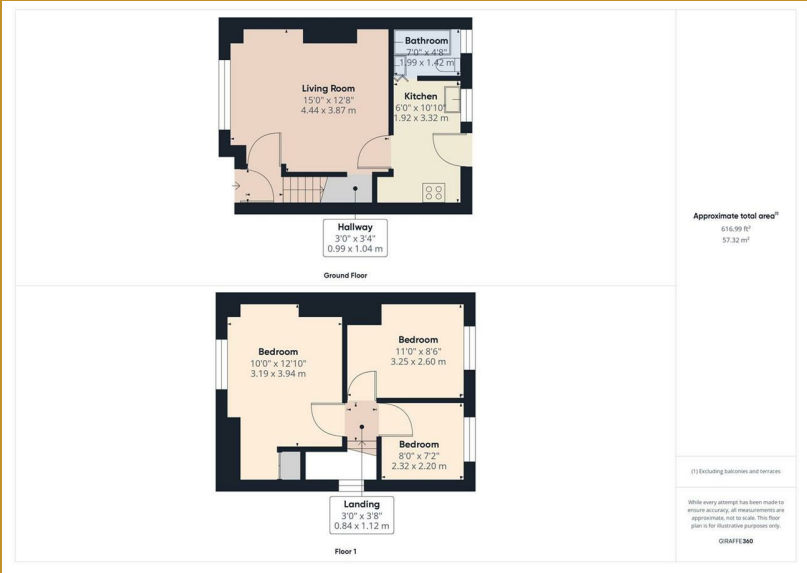 Bathroom
7'0" x 4'8"
1.99 x 1.42 m
Living Room
15'0" x 12'8"
4.44 x 3.87 m
Kitchen
6'0" x 10'10"
1.92 x 3.32 m
Hallway
3'0" x 3'4"
0.99 x 1.04 m
Ground Floor
Bedroom
10'0" x 12'10"
3.19 x 3.94 m
Bedroom
11'0" x 8'6"
3.25 x 2.60 m
Bedroom
8'0" x 7'2"
2.32 x 2.20 m
Landing
3'0" x 3'8"
0.84 x 1.12 m
Floor 1
Approximate total area⁽¹⁾
616.99 ft²
57.32 m²
(1) Excluding balconies and terraces
While every attempt has been made to
ensure accuracy, all measurements are
approximate, not to scale. This floor
plan is for illustrative purposes only.
GIRAFFE360